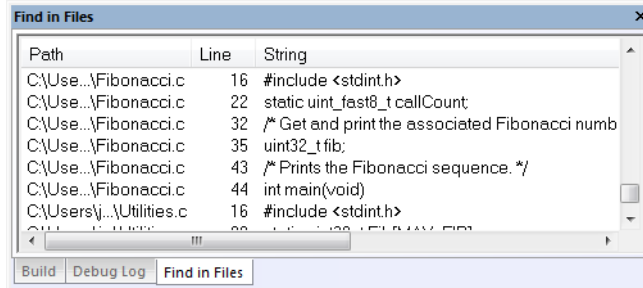 Find in Files
Path Line String
C:\Use...\Fibonacci.c 16 #include <stdint.h>
C:\Use...\Fibonacci.c 22 static uint_fast8_t callCount;
C:\Use...\Fibonacci.c 32 /* Get and print the associated Fibonacci numb
C:\Use...\Fibonacci.c 35 uint32_t fib;
C:\Use...\Fibonacci.c 43 /* Prints the Fibonacci sequence. */
C:\Use...\Fibonacci.c 44 int main(void)
C:\Users\j...\Utilities.c 16 #include <stdint.h>
Build Debug Log Find in Files